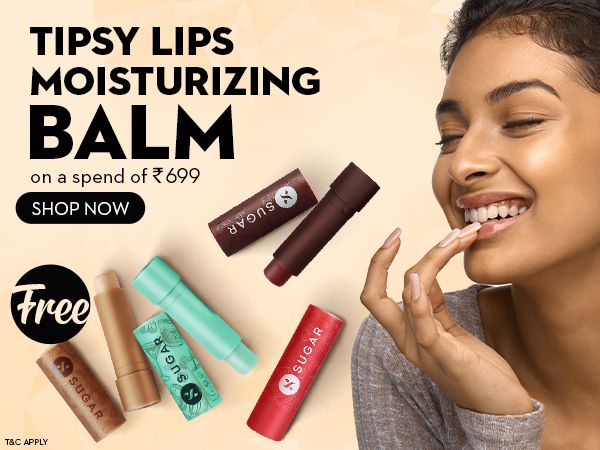 TIPSY LIPS
MOISTURIZING
BALM
on a spend of ₹699
SHOP NOW
SUGAR
Free
SUGAR
SUGAR
SUGAR
T&C APPLY